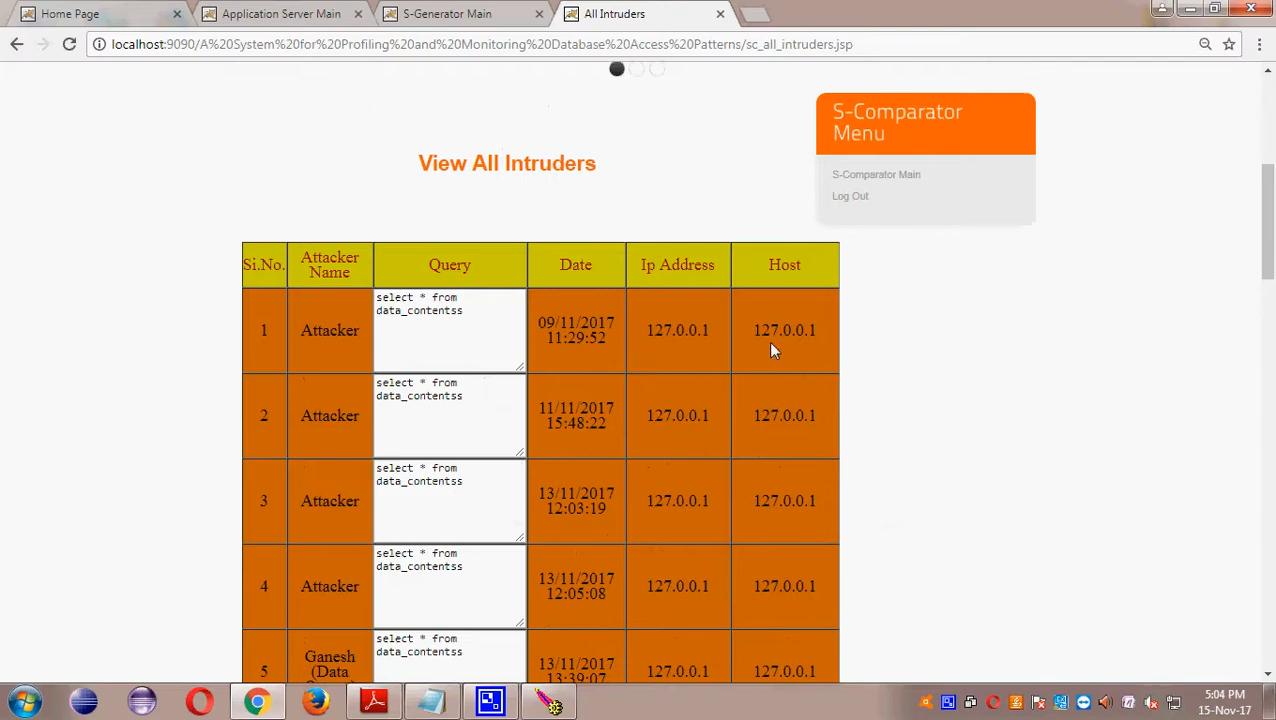 Home Page
Application Server Main
S-Generator Main
All Intruders
localhost:9090/A%20System%20for%20Profiling%20and%20Monitoring%20Database%20Access%20Patterns/sc_all_intruders.jsp
S-Comparator
Menu
S-Comparator Main
Log Out
View All Intruders
Si.No. Attacker Name Query Date Ip Address Host
1 Attacker select * from data_contentss 09/11/2017 11:29:52 127.0.0.1 127.0.0.1
2 Attacker select * from data_contentss 11/11/2017 15:48:22 127.0.0.1 127.0.0.1
3 Attacker select * from data_contentss 13/11/2017 12:03:19 127.0.0.1 127.0.0.1
4 Attacker select * from data_contentss 13/11/2017 12:05:08 127.0.0.1 127.0.0.1
5 Ganesh (Data select * from data_contentss 13/11/2017 13:39:07 127.0.0.1 127.0.0.1
5:04 PM
15-Nov-17